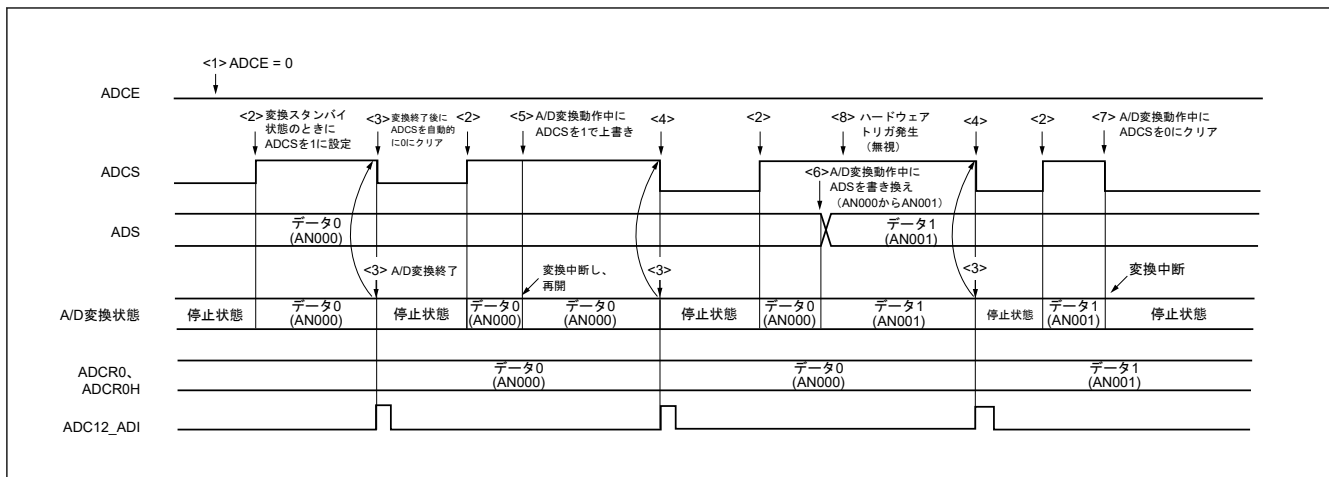 <1> ADCE = 0
ADCE
<2> 変換スタンバイ
状態のときに
ADCSを1に設定
<3> 変換終了後に
ADCSを自動的
に0にクリア
<2>
<5> A/D変換動作中に
ADCSを1で上書き
<4>
<2>
<8> ハードウェア
トリガ発生
(無視)
<4>
<2>
<7> A/D変換動作中に
ADCSを0にクリア
ADCS
<6> A/D変換動作中に
ADSを書き換え
(AN000からAN001)
ADS
データ0
(AN000)
データ1
(AN001)
<3> A/D変換終了
変換中断し、
再開
<3>
<3>
変換中断
A/D変換状態
停止状態
データ0
(AN000)
停止状態
データ0
(AN000)
データ0
(AN000)
停止状態
データ0
(AN000)
データ1
(AN001)
停止状態
データ1
(AN001)
停止状態
ADCR0、
ADCR0H
データ0
(AN000)
データ0
(AN000)
データ1
(AN001)
ADC12_ADI